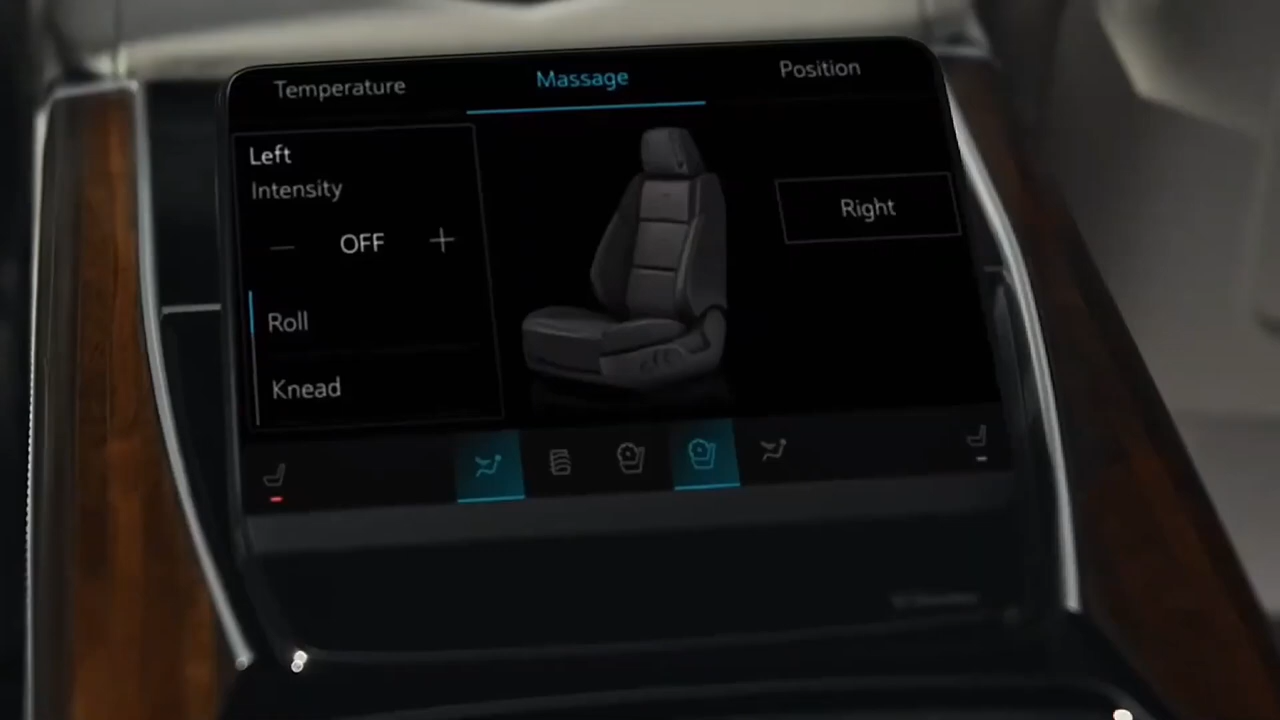 Temperature
Massage
Position
Left
Intensity
OFF
Roll
Knead
Right